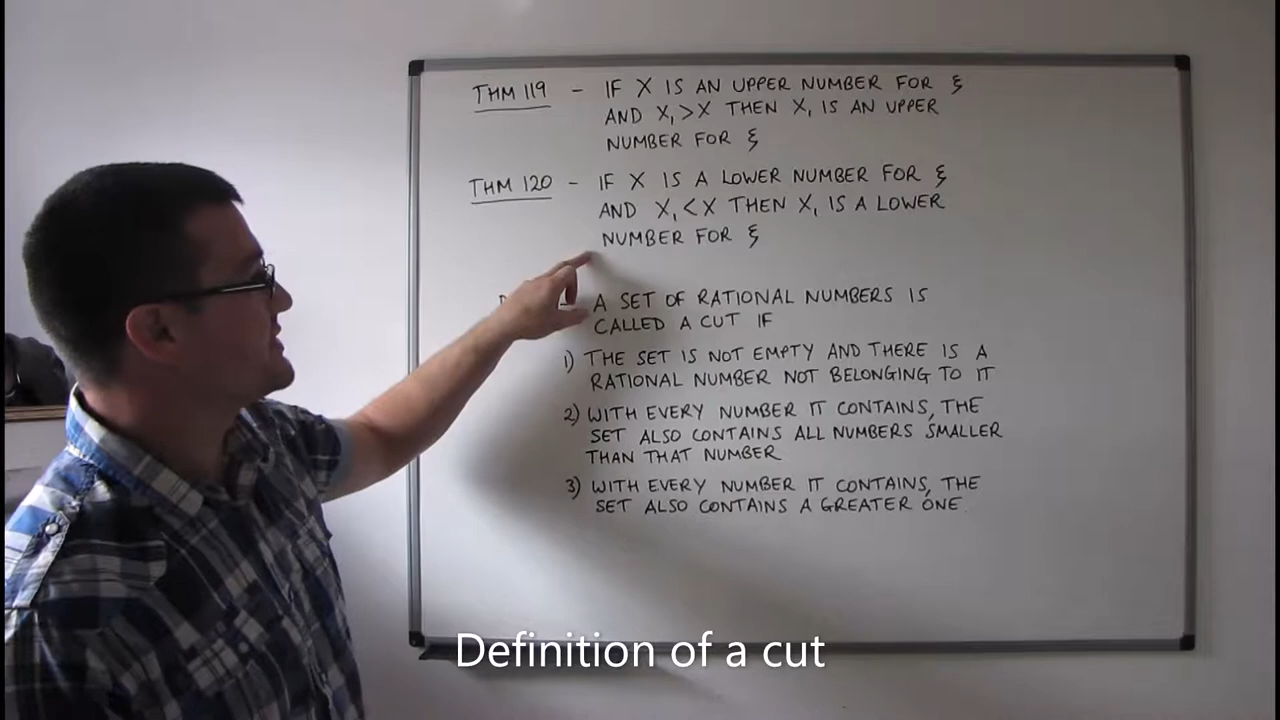 THM 119 - IF X IS AN UPPER NUMBER FOR ξ
AND X₁ > X THEN X₁ IS AN UPPER
NUMBER FOR ξ
THM 120 - IF X IS A LOWER NUMBER FOR ξ
AND X₁ < X THEN X₁ IS A LOWER
NUMBER FOR ξ
A SET OF RATIONAL NUMBERS IS
CALLED A CUT IF
1) THE SET IS NOT EMPTY AND THERE IS A
RATIONAL NUMBER NOT BELONGING TO IT
2) WITH EVERY NUMBER IT CONTAINS, THE
SET ALSO CONTAINS ALL NUMBERS SMALLER
THAN THAT NUMBER
3) WITH EVERY NUMBER IT CONTAINS, THE
SET ALSO CONTAINS A GREATER ONE.
Definition of a cut